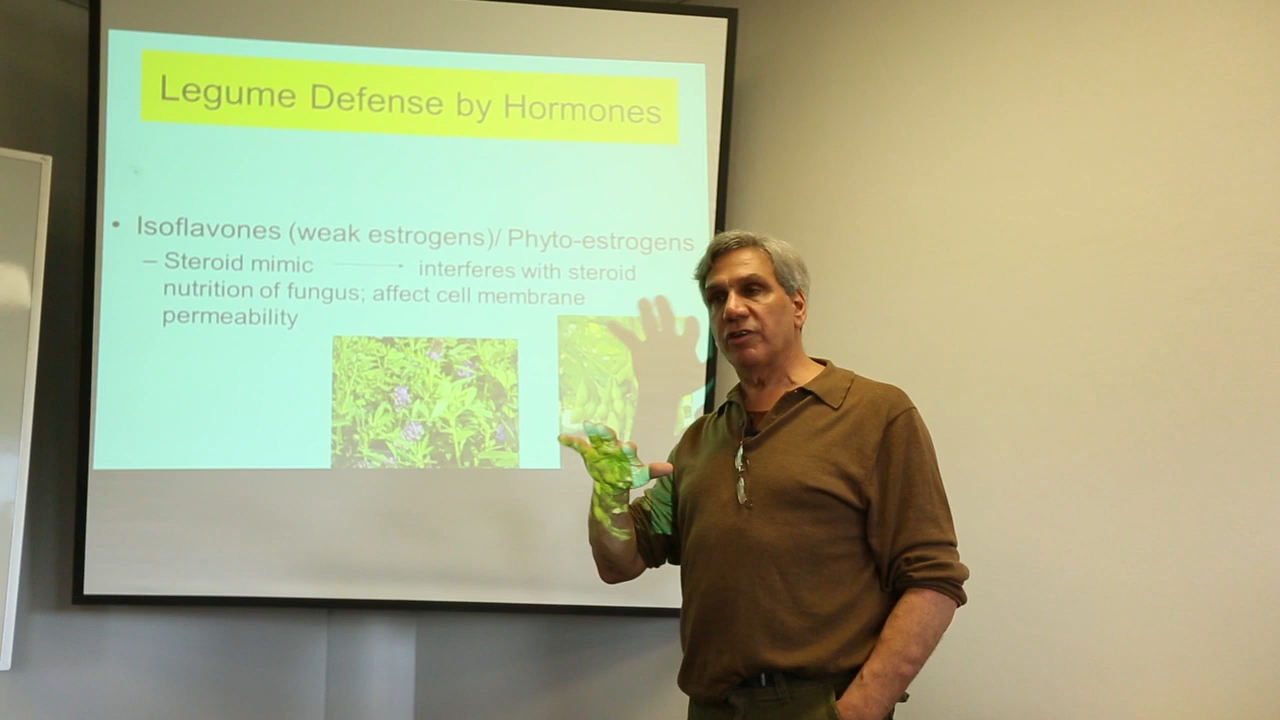 Legume Defense by Hormones
• Isoflavones (weak estrogens)/ Phyto-estrogens
– Steroid mimic → interferes with steroid
nutrition of fungus; affect cell membrane
permeability